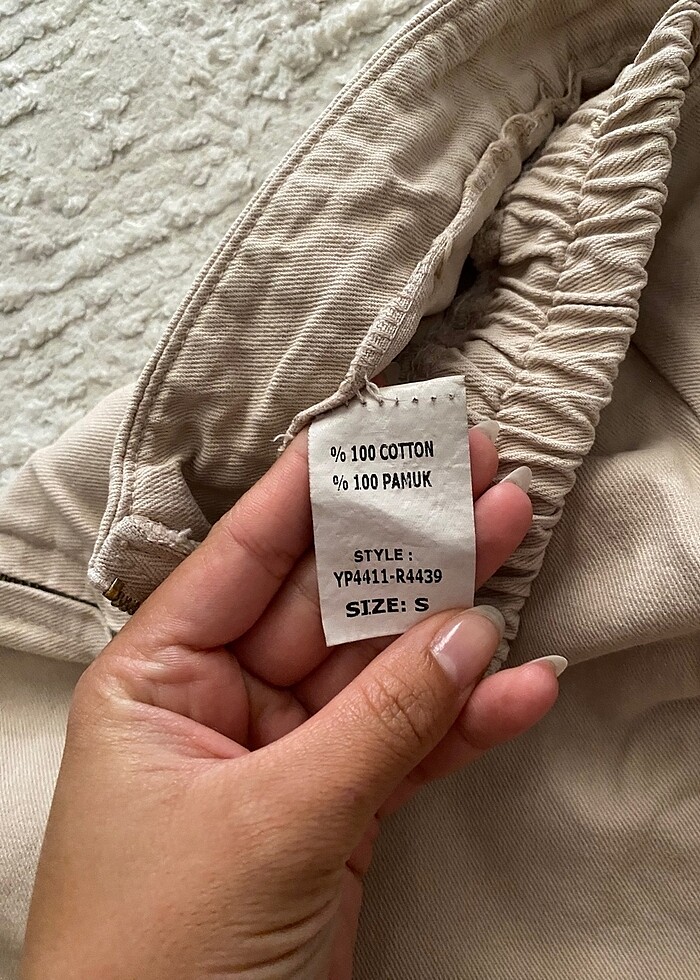 % 100 COTTON
% 100 PAMUK
STYLE :
YP4411-R4439
SIZE: S